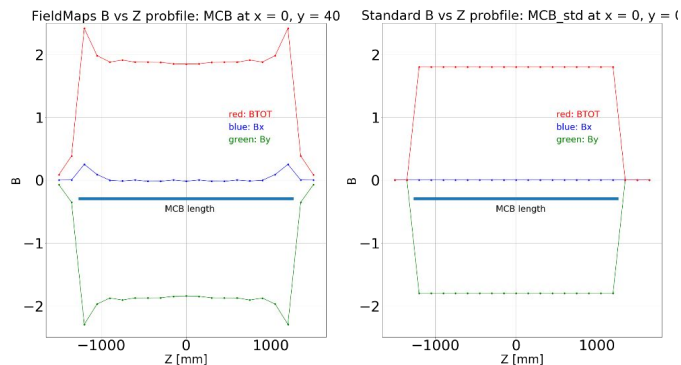 FieldMaps B vs Z probfile: MCB at x = 0, y = 40
2
1
0
−1
−2
B
red: BTOT
blue: Bx
green: By
MCB length
−1000
0
1000
Z [mm]
Standard B vs Z probfile: MCB_std at x = 0, y = 0
2
1
0
−1
−2
B
red: BTOT
blue: Bx
green: By
MCB length
−1000
0
1000
Z [mm]